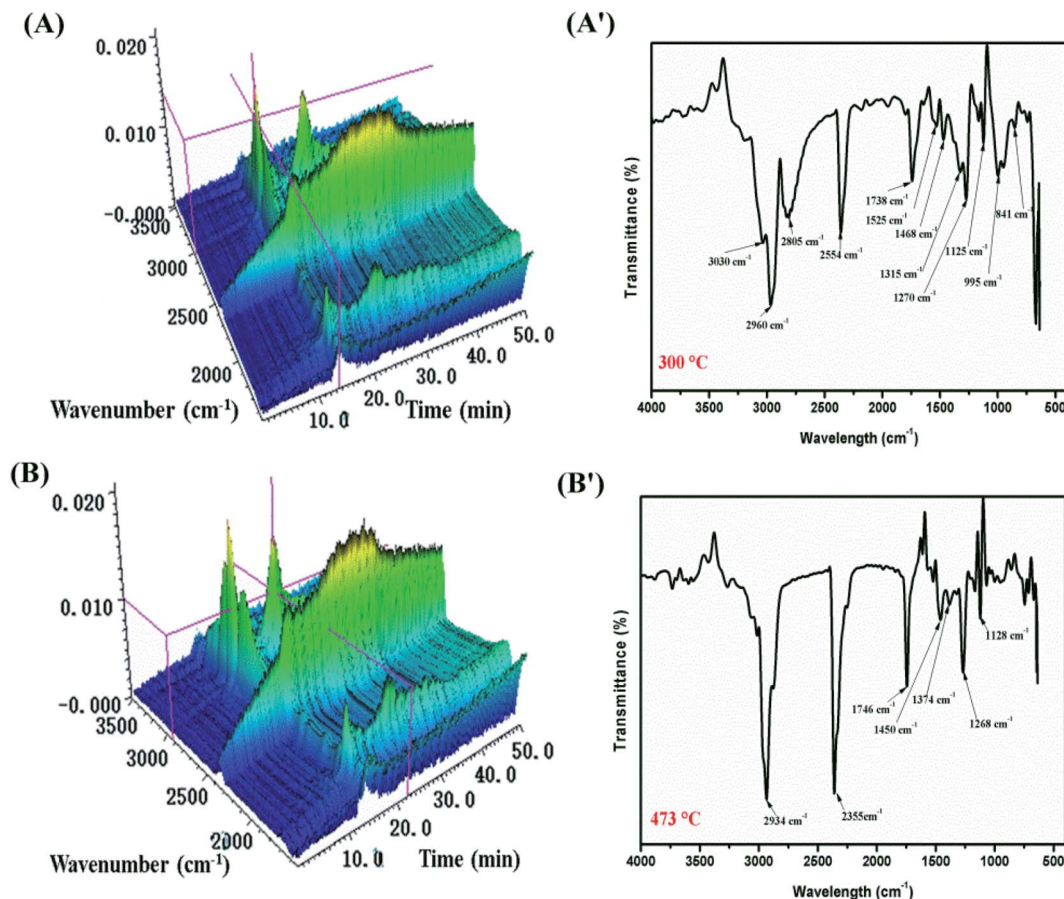 (A)
0.020
0.010
-0.000
3500
3000
2500
2000
Wavenumber (cm-1)
10.0
20.0
30.0
40.0
50.0
Time (min)
(A')
Transmittance (%)
3030 cm-1
2960 cm-1
2805 cm-1
2554 cm-1
1738 cm-1
1525 cm-1
1468 cm-1
1315 cm-1
1270 cm-1
1125 cm-1
995 cm-1
841 cm-1
300 °C
4000 3500 3000 2500 2000 1500 1000 500
Wavelength (cm-1)
(B)
0.020
0.010
-0.000
3500
3000
2500
2000
Wavenumber (cm-1)
10.0
20.0
30.0
40.0
50.0
Time (min)
(B')
Transmittance (%)
2934 cm-1
2355cm-1
1746 cm-1
1450 cm-1
1374 cm-1
1268 cm-1
1128 cm-1
473 °C
4000 3500 3000 2500 2000 1500 1000 500
Wavelength (cm-1)